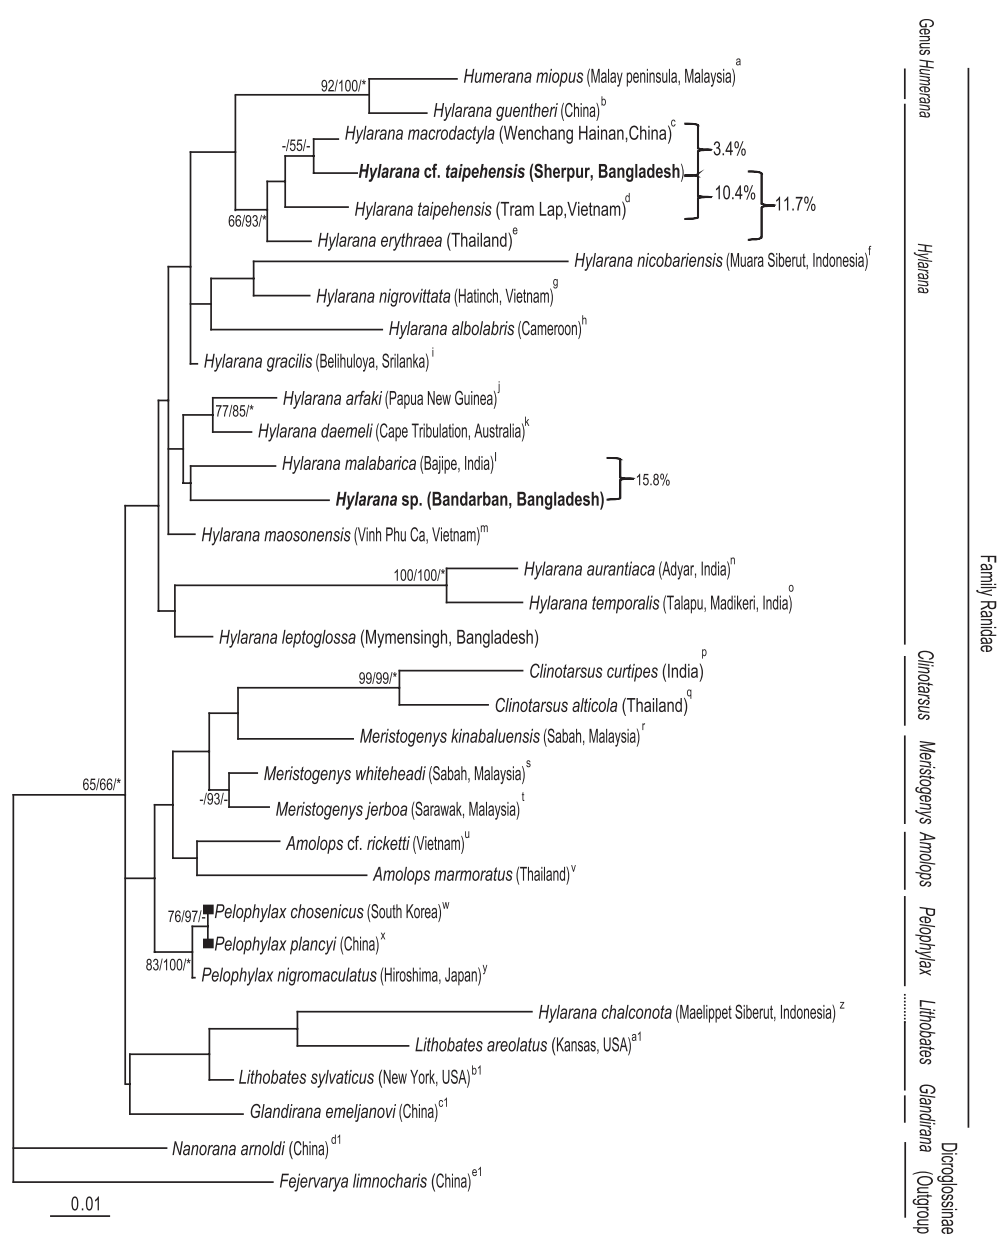 Genus Humerana
92/100/*
Humerana miopus (Malay peninsula, Malaysia)a
Hylarana guentheri (China)b
-/55/-
Hylarana macrodactyla (Wenchang Hainan,China)c
3.4%
Hylarana cf. taipehensis (Sherpur, Bangladesh)
10.4%
11.7%
Hylarana taipehensis (Tram Lap,Vietnam)d
66/93/*
Hylarana erythraea (Thailand)e
Hylarana
Hylarana nicobariensis (Muara Siberut, Indonesia)f
Hylarana nigrovittata (Hatinch, Vietnam)g
Hylarana albolabris (Cameroon)h
Hylarana gracilis (Belihuloya, Srilanka)i
Hylarana arfaki (Papua New Guinea)j
77/85/*
Hylarana daemeli (Cape Tribulation, Australia)k
Hylarana malabarica (Bajipe, India)l
15.8%
Hylarana sp. (Bandarban, Bangladesh)
Hylarana maosonensis (Vinh Phu Ca, Vietnam)m
Family Ranidae
100/100/*
Hylarana aurantiaca (Adyar, India)n
Hylarana temporalis (Talapu, Madikeri, India)o
Hylarana leptoglossa (Mymensingh, Bangladesh)
Clinotarsus
99/99/*
Clinotarsus curtipes (India)p
Clinotarsus alticola (Thailand)q
Meristogenys
Meristogenys kinabaluensis (Sabah, Malaysia)r
Meristogenys whiteheadi (Sabah, Malaysia)s
65/66/*
-/93/-
Meristogenys jerboa (Sarawak, Malaysia)t
Amolops
Amolops cf. ricketti (Vietnam)u
Amolops marmoratus (Thailand)v
Pelophylax
76/97/-
Pelophylax chosenicus (South Korea)w
Pelophylax plancyi (China)x
83/100/*
Pelophylax nigromaculatus (Hiroshima, Japan)y
Lithobates
Hylarana chalconota (Maelippet Siberut, Indonesia) z
Lithobates areolatus (Kansas, USA)a1
Lithobates sylvaticus (New York, USA)b1
Glandirana
Glandirana emeljanovi (China)c1
Nanorana arnoldi (China) d1
Dicroglossinae
(Outgroup
Fejervarya limnocharis (China)e1
0.01